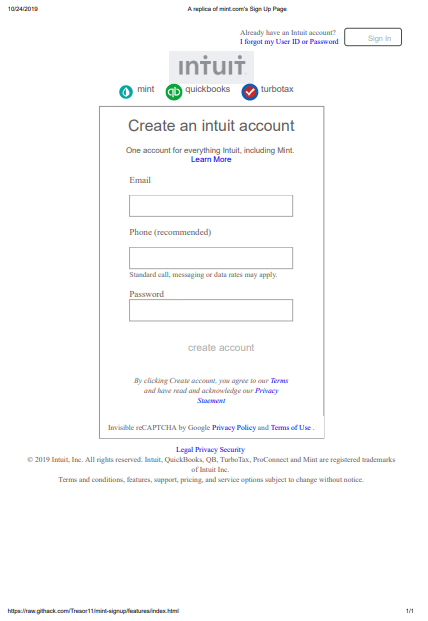 10/24/2019 A replica of mint.com's Sign Up Page
Already have an Intuit account?
I forgot my User ID or Password
Sign In
INTUIT
mint quickbooks turbotax
Create an intuit account
One account for everything Intuit, including Mint.
Learn More
Email
Phone (recommended)
Standard call, messaging or data rates may apply.
Password
create account
By clicking Create account, you agree to our Terms
and have read and acknowledge our Privacy
Staement
Invisible reCAPTCHA by Google Privacy Policy and Terms of Use .
Legal Privacy Security
© 2019 Intuit, Inc. All rights reserved. Intuit, QuickBooks, QB, TurboTax, ProConnect and Mint are registered trademarks
of Intuit Inc.
Terms and conditions, features, support, pricing, and service options subject to change without notice.
https://raw.githack.com/Tresor11/mint-signup/features/index.html 1/1